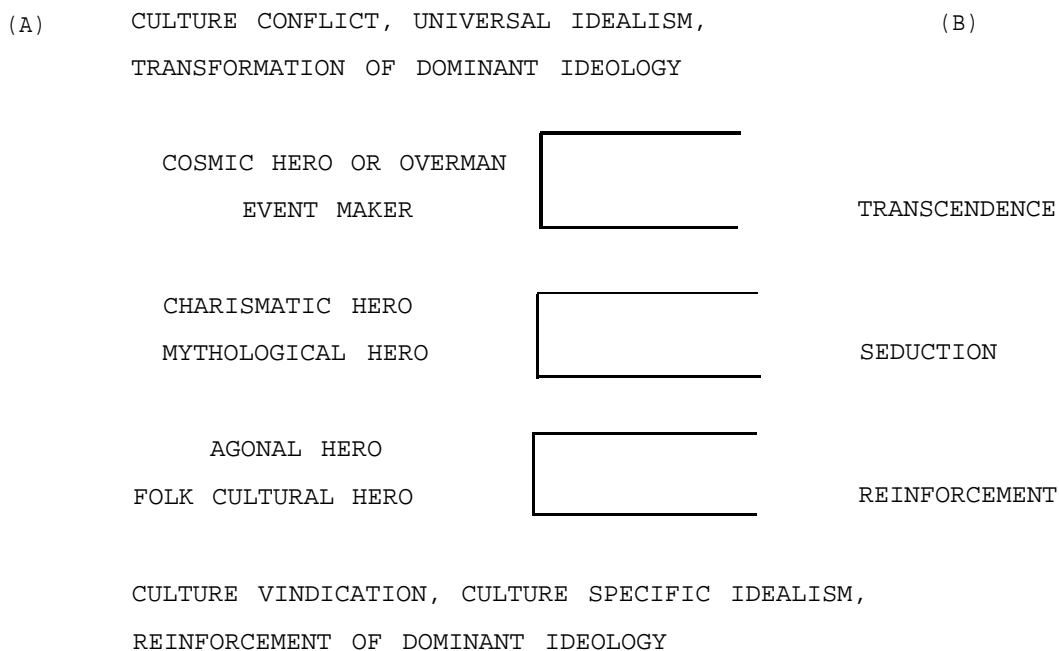 (A) CULTURE CONFLICT, UNIVERSAL IDEALISM, (B)
TRANSFORMATION OF DOMINANT IDEOLOGY
COSMIC HERO OR OVERMAN
EVENT MAKER TRANSCENDENCE
CHARISMATIC HERO
MYTHOLOGICAL HERO SEDUCTION
AGONAL HERO
FOLK CULTURAL HERO REINFORCEMENT
CULTURE VINDICATION, CULTURE SPECIFIC IDEALISM,
REINFORCEMENT OF DOMINANT IDEOLOGY